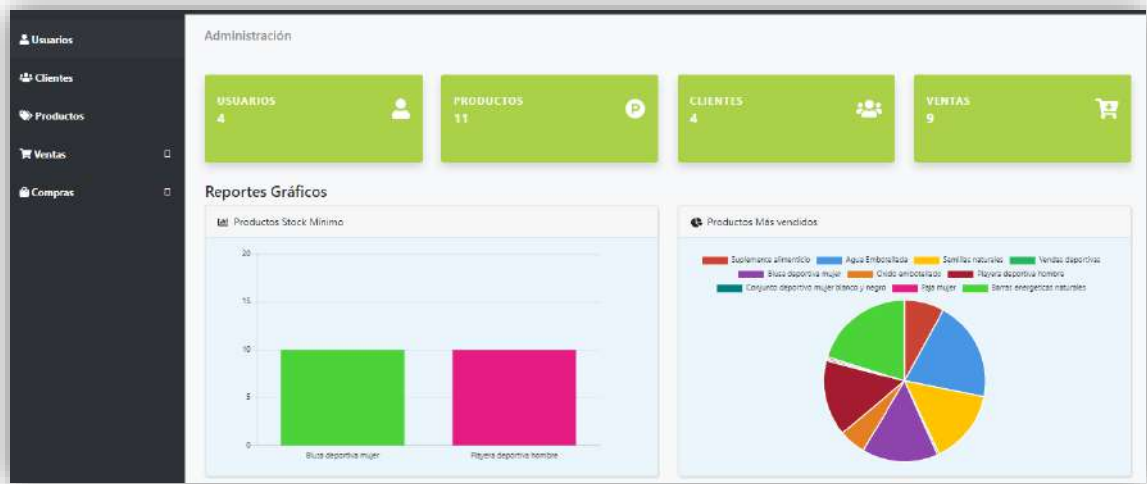 Usuarios
Clientes
Productos
Ventas
Compras
Administración
USUARIOS
4
PRODUCTOS
11
CLIENTES
4
VENTAS
9
Reportes Gráficos
Productos Stock Mínimo
20
15
10
5
0
Blusa deportiva mujer
Playera deportiva hombre
Productos Más vendidos
Suplemento alimenticio Agua Embotellada Semillas naturales Vendas deportivas
Blusa deportiva mujer embotellado Playera deportiva hombre
Conjunto deportivo mujer blanco y negro Faja mujer Barras energeticas naturales